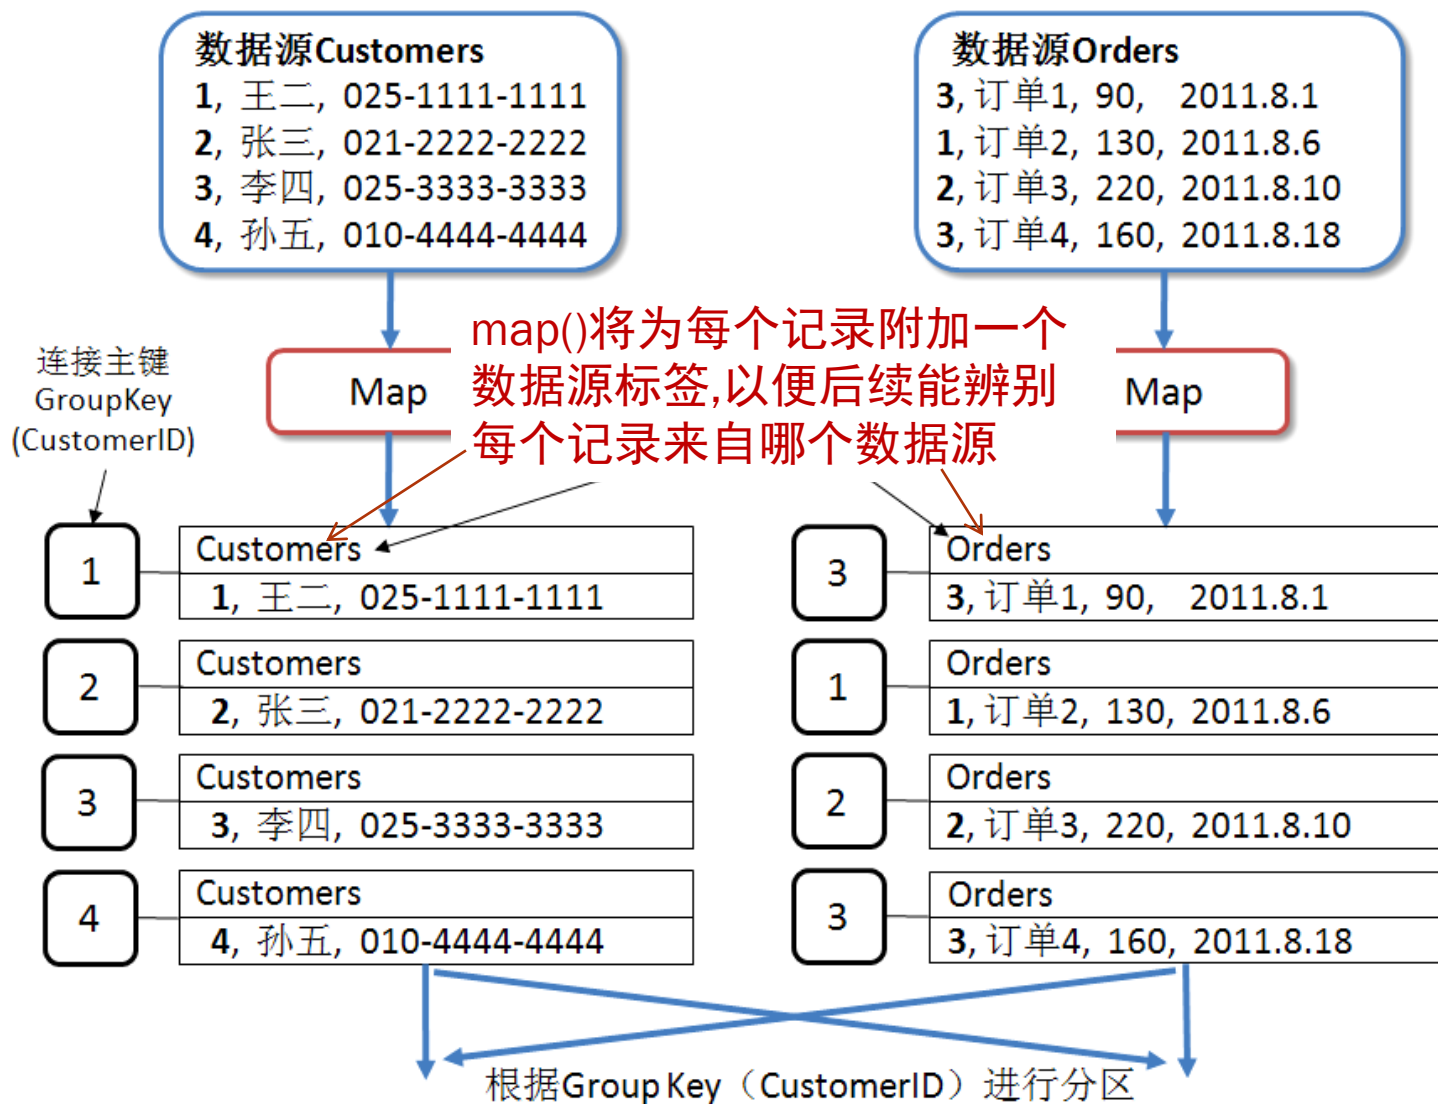 数据源Customers
1, 王二, 025-1111-1111
2, 张三, 021-2222-2222
3, 李四, 025-3333-3333
4, 孙五, 010-4444-4444
数据源Orders
3, 订单1, 90, 2011.8.1
1, 订单2, 130, 2011.8.6
2, 订单3, 220, 2011.8.10
3, 订单4, 160, 2011.8.18
map()将为每个记录附加一个
数据源标签,以便后续能辨别
每个记录来自哪个数据源
连接主键
GroupKey
(CustomerID)
Map
Map
1
Customers
1, 王二, 025-1111-1111
2
Customers
2, 张三, 021-2222-2222
3
Customers
3, 李四, 025-3333-3333
4
Customers
4, 孙五, 010-4444-4444
3
Orders
3, 订单1, 90, 2011.8.1
1
Orders
1, 订单2, 130, 2011.8.6
2
Orders
2, 订单3, 220, 2011.8.10
3
Orders
3, 订单4, 160, 2011.8.18
根据Group Key（CustomerID）进行分区